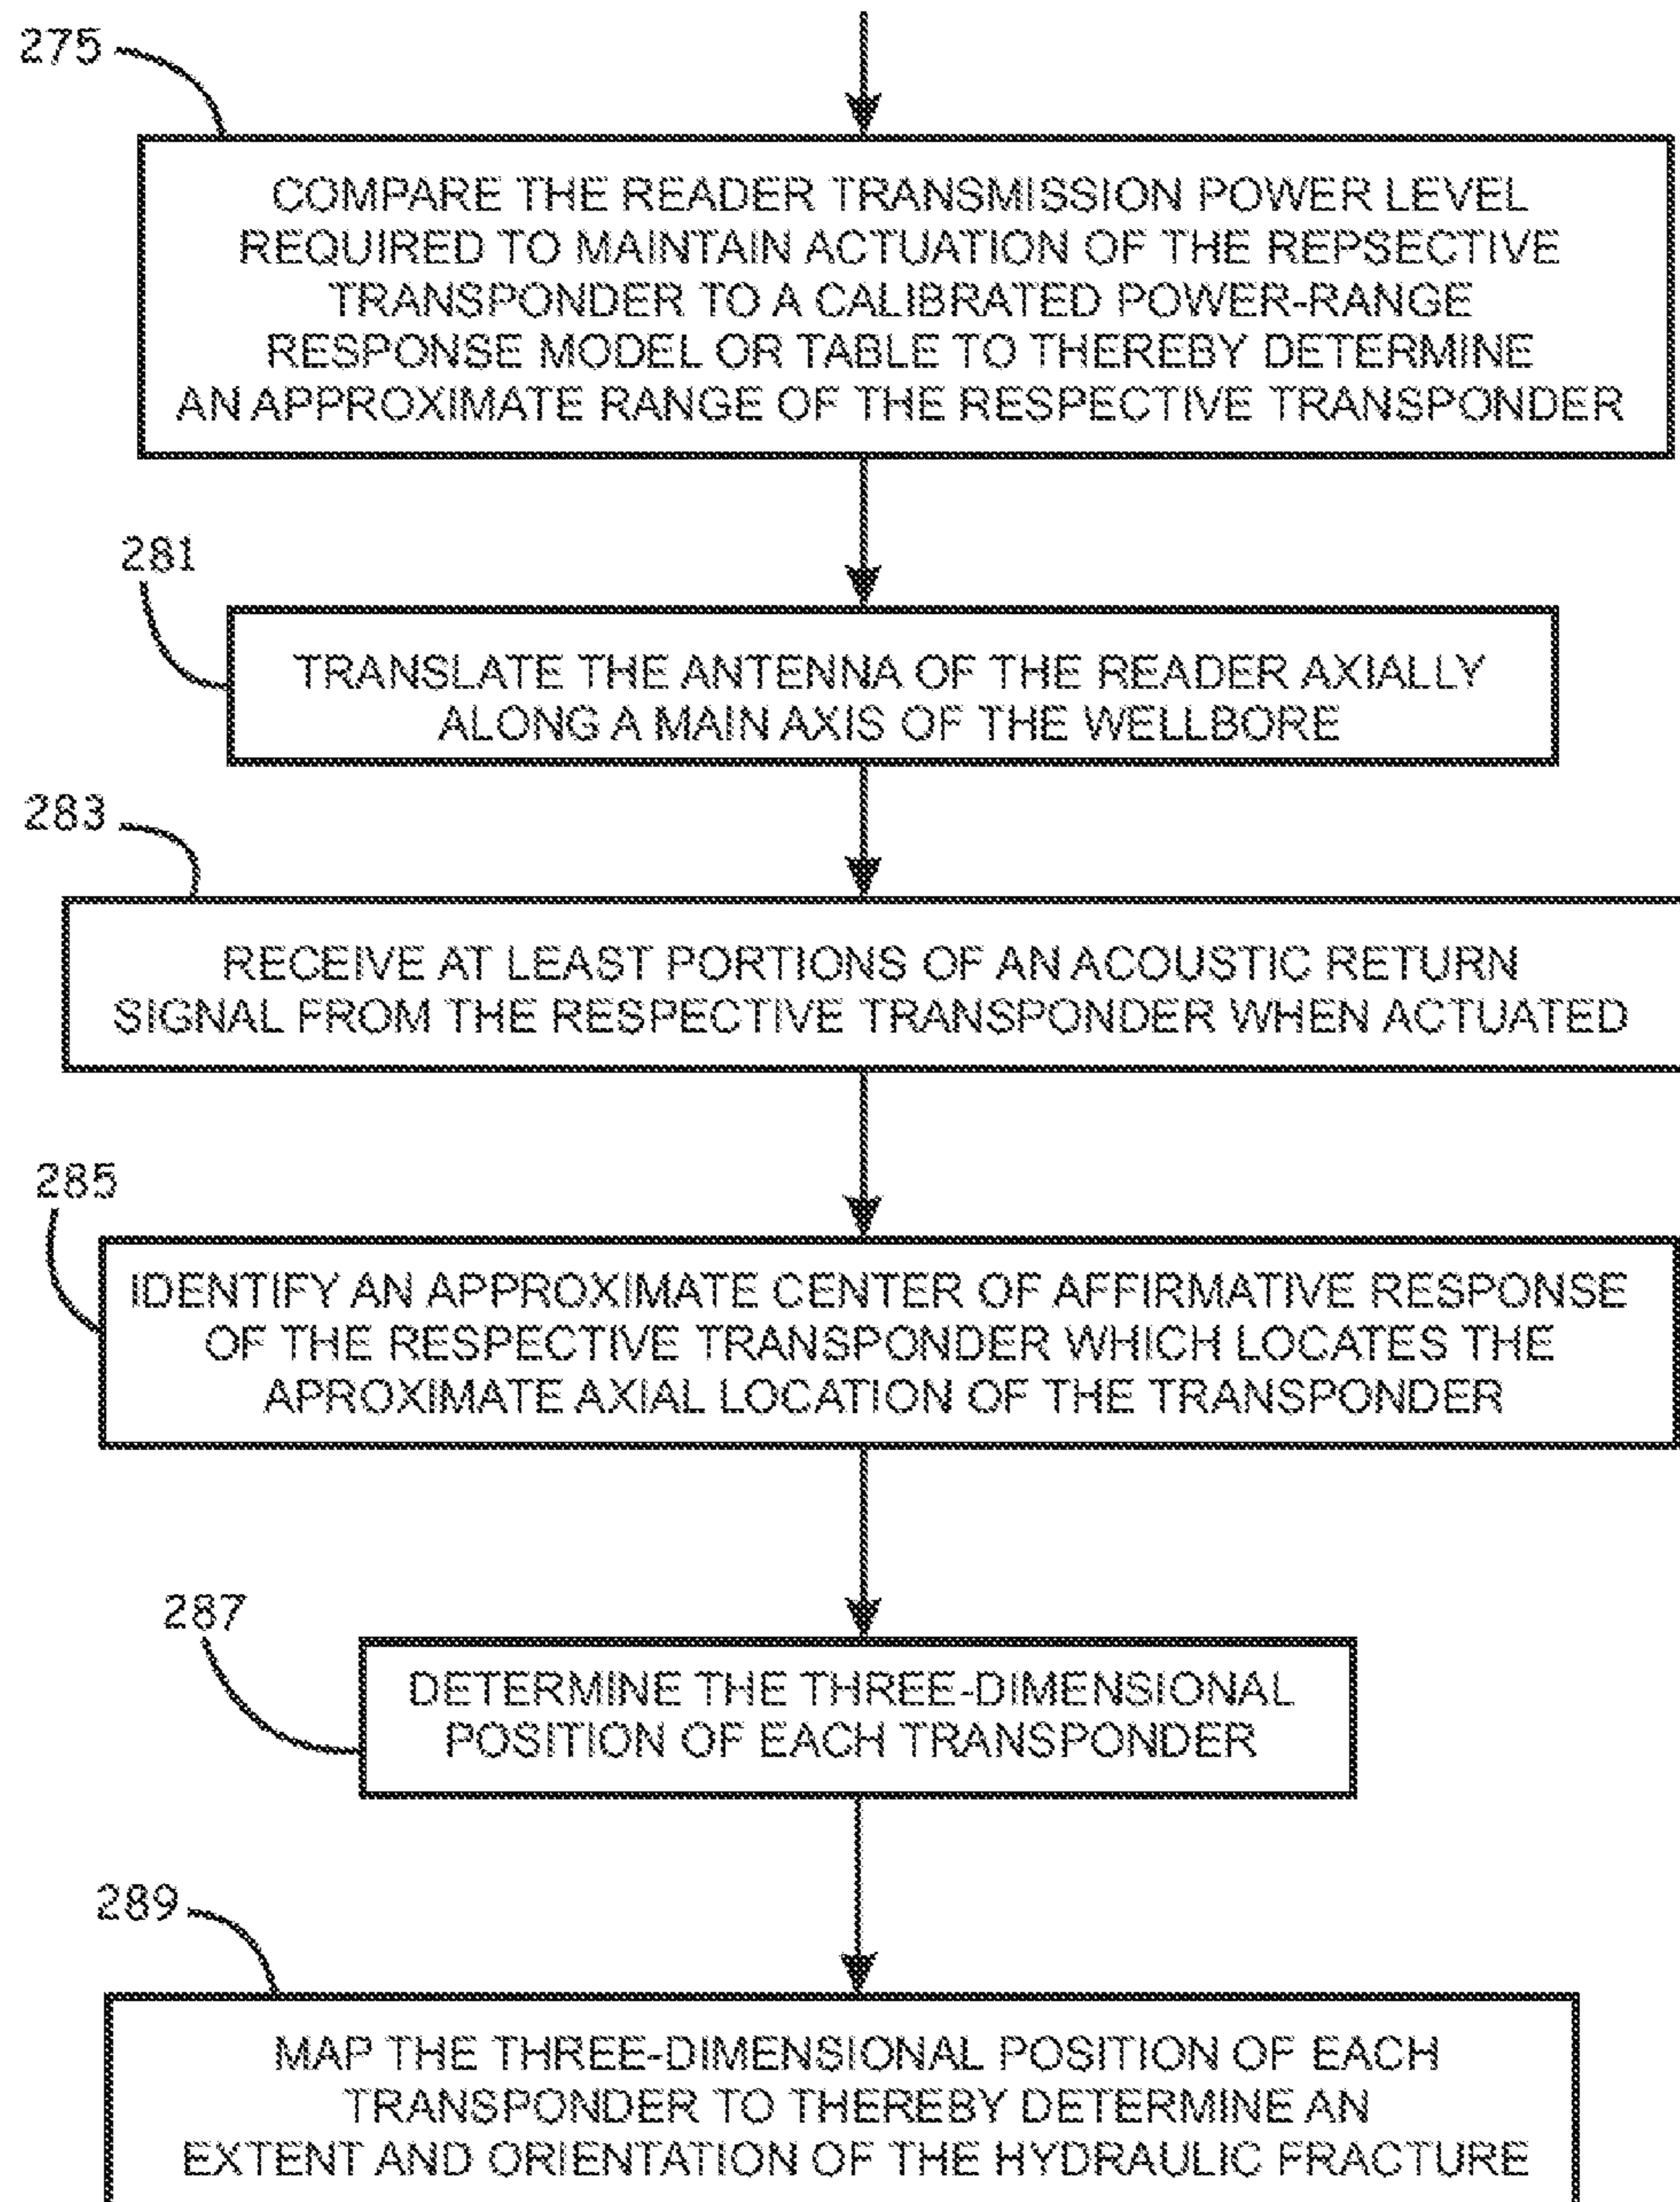 275
COMPARE THE READER TRANSMISSION POWER LEVEL
REQUIRED TO MAINTAIN ACTUATION OF THE REPSECTIVE
TRANSPONDER TO A CALIBRATED POWER-RANGE
RESPONSE MODEL OR TABLE TO THEREBY DETERMINE
AN APPROXIMATE RANGE OF THE RESPECTIVE TRANSPONDER
281
TRANSLATE THE ANTENNA OF THE READER AXIALLY
ALONG A MAIN AXIS OF THE WELLBORE
283
RECEIVE AT LEAST PORTIONS OF AN ACOUSTIC RETURN
SIGNAL FROM THE RESPECTIVE TRANSPONDER WHEN ACTUATED
285
IDENTIFY AN APPROXIMATE CENTER OF AFFIRMATIVE RESPONSE
OF THE RESPECTIVE TRANSPONDER WHICH LOCATES THE
APROXIMATE AXIAL LOCATION OF THE TRANSPONDER
287
DETERMINE THE THREE-DIMENSIONAL
POSITION OF EACH TRANSPONDER
289
MAP THE THREE-DIMENSIONAL POSITION OF EACH
TRANSPONDER TO THEREBY DETERMINE AN
EXTENT AND ORIENTATION OF THE HYDRAULIC FRACTURE